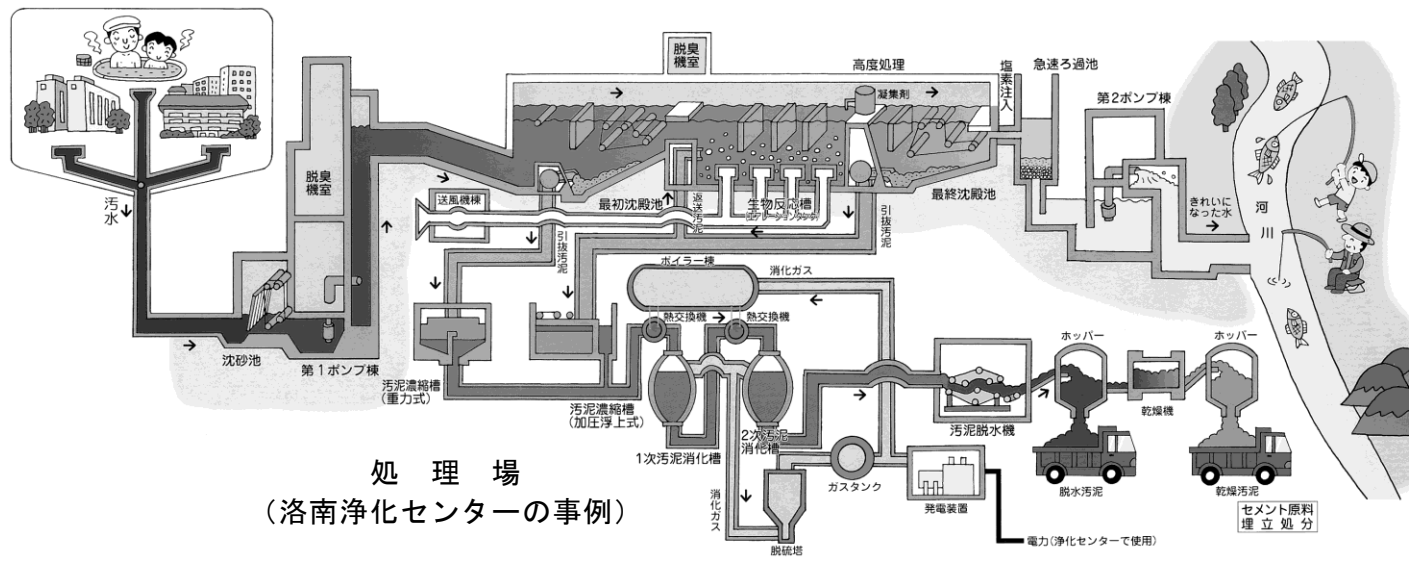 脱臭
機室
高度処理
塩素注入
急速ろ過池
凝集剤
第2ポンプ棟
脱臭
機室
汚水
送風機棟
最初沈殿池
返送汚泥
生物反応槽
(エアレーションタンク)
最終沈殿池
きれいに
なった水
河川
引抜汚泥
引抜汚泥
ボイラー棟
消化ガス
熱交換機
熱交換機
沈砂池
第1ポンプ棟
ホッパー
ホッパー
汚泥濃縮槽
(重力式)
汚泥濃縮槽
(加圧浮上式)
乾燥機
汚泥脱水機
2次汚泥
消化槽
1次汚泥消化槽
処理場
(洛南浄化センターの事例)
消化ガス
ガスタンク
発電装置
脱水汚泥
乾燥汚泥
セメント原料
埋立処分
電力(浄化センターで使用)
脱硫塔